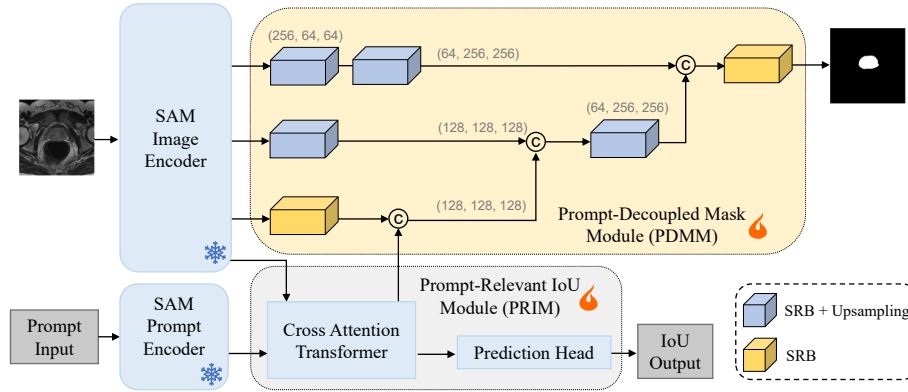 (256, 64, 64)
(64, 256, 256)
C
SAM
Image
Encoder
(128, 128, 128)
C
(64, 256, 256)
C
(128, 128, 128)
Prompt-Decoupled Mask
Module (PDMM)
Prompt
Input
SAM
Prompt
Encoder
Prompt-Relevant IoU
Module (PRIM)
Cross Attention
Transformer
Prediction Head
IoU
Output
SRB + Upsampling
SRB